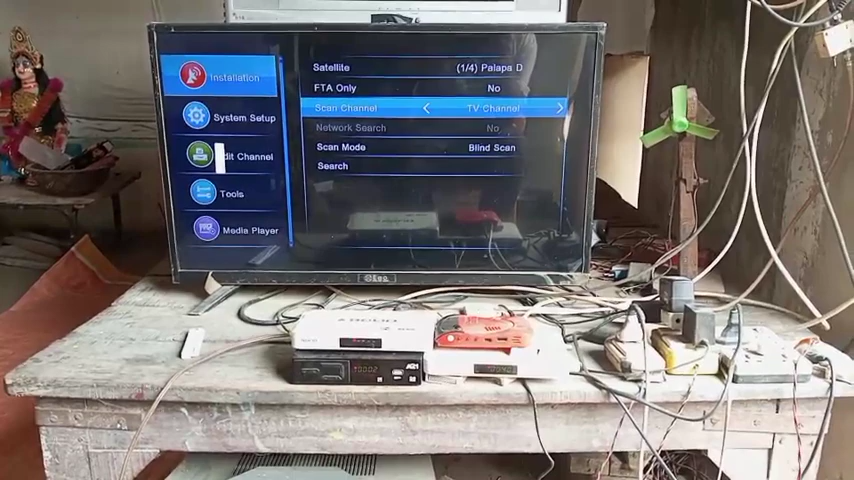 Installation
System Setup
dit Channel
Tools
Media Player
Satellite (1/4) Palapa D
FTA Only No
Scan Channel TV Channel
Network Search No
Scan Mode Blind Scan
Search